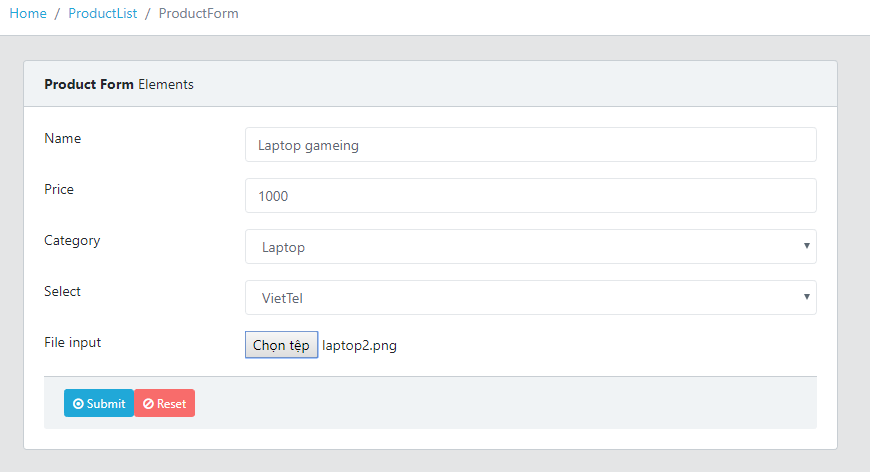 Home / ProductList / ProductForm
Product Form Elements
Name
Laptop gameing
Price
1000
Category
Laptop
Select
VietTel
File input
Chọn tệp laptop2.png
Submit Reset